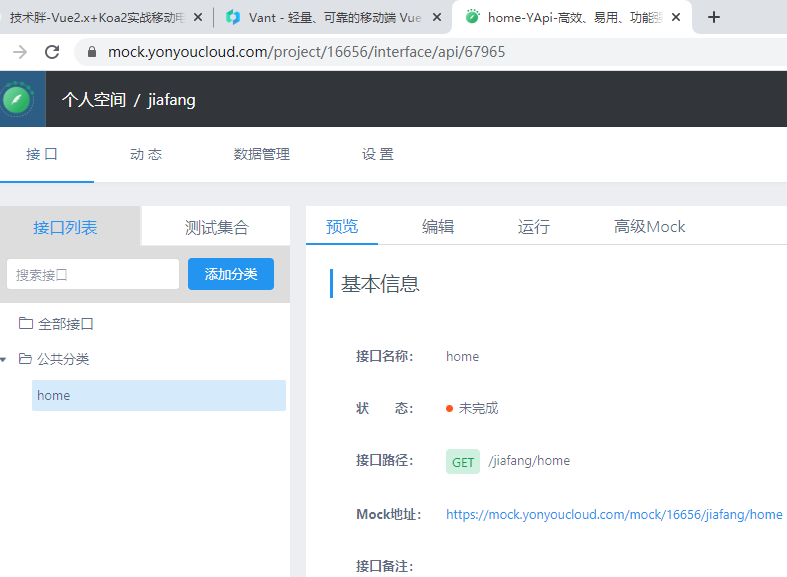 技术胖-Vue2.x+Koa2实战移动电
Vant - 轻量、可靠的移动端 Vue
home-YApi-高效、易用、功能强
mock.yonyoucloud.com/project/16656/interface/api/67965
个人空间 / jiafang
接 口 动 态 数据管理 设 置
接口列表 测试集合
预览 编辑 运行 高级Mock
搜索接口 添加分类
基本信息
全部接口
公共分类
home
接口名称： home
状 态： 未完成
接口路径： GET /jiafang/home
Mock地址： https://mock.yonyoucloud.com/mock/16656/jiafang/home
接口备注：